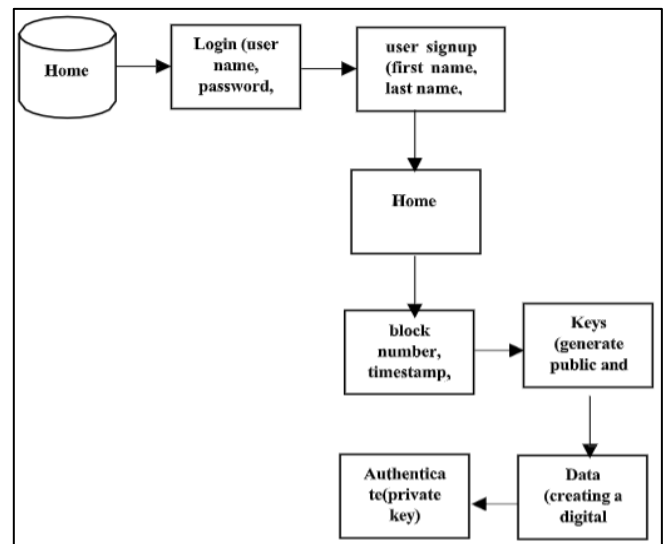 Home
Login (user
name,
password,
user signup
(first name,
last name,
Home
block
number,
timestamp,
Keys
(generate
public and
Data
(creating a
digital
Authentica
te(private
key)